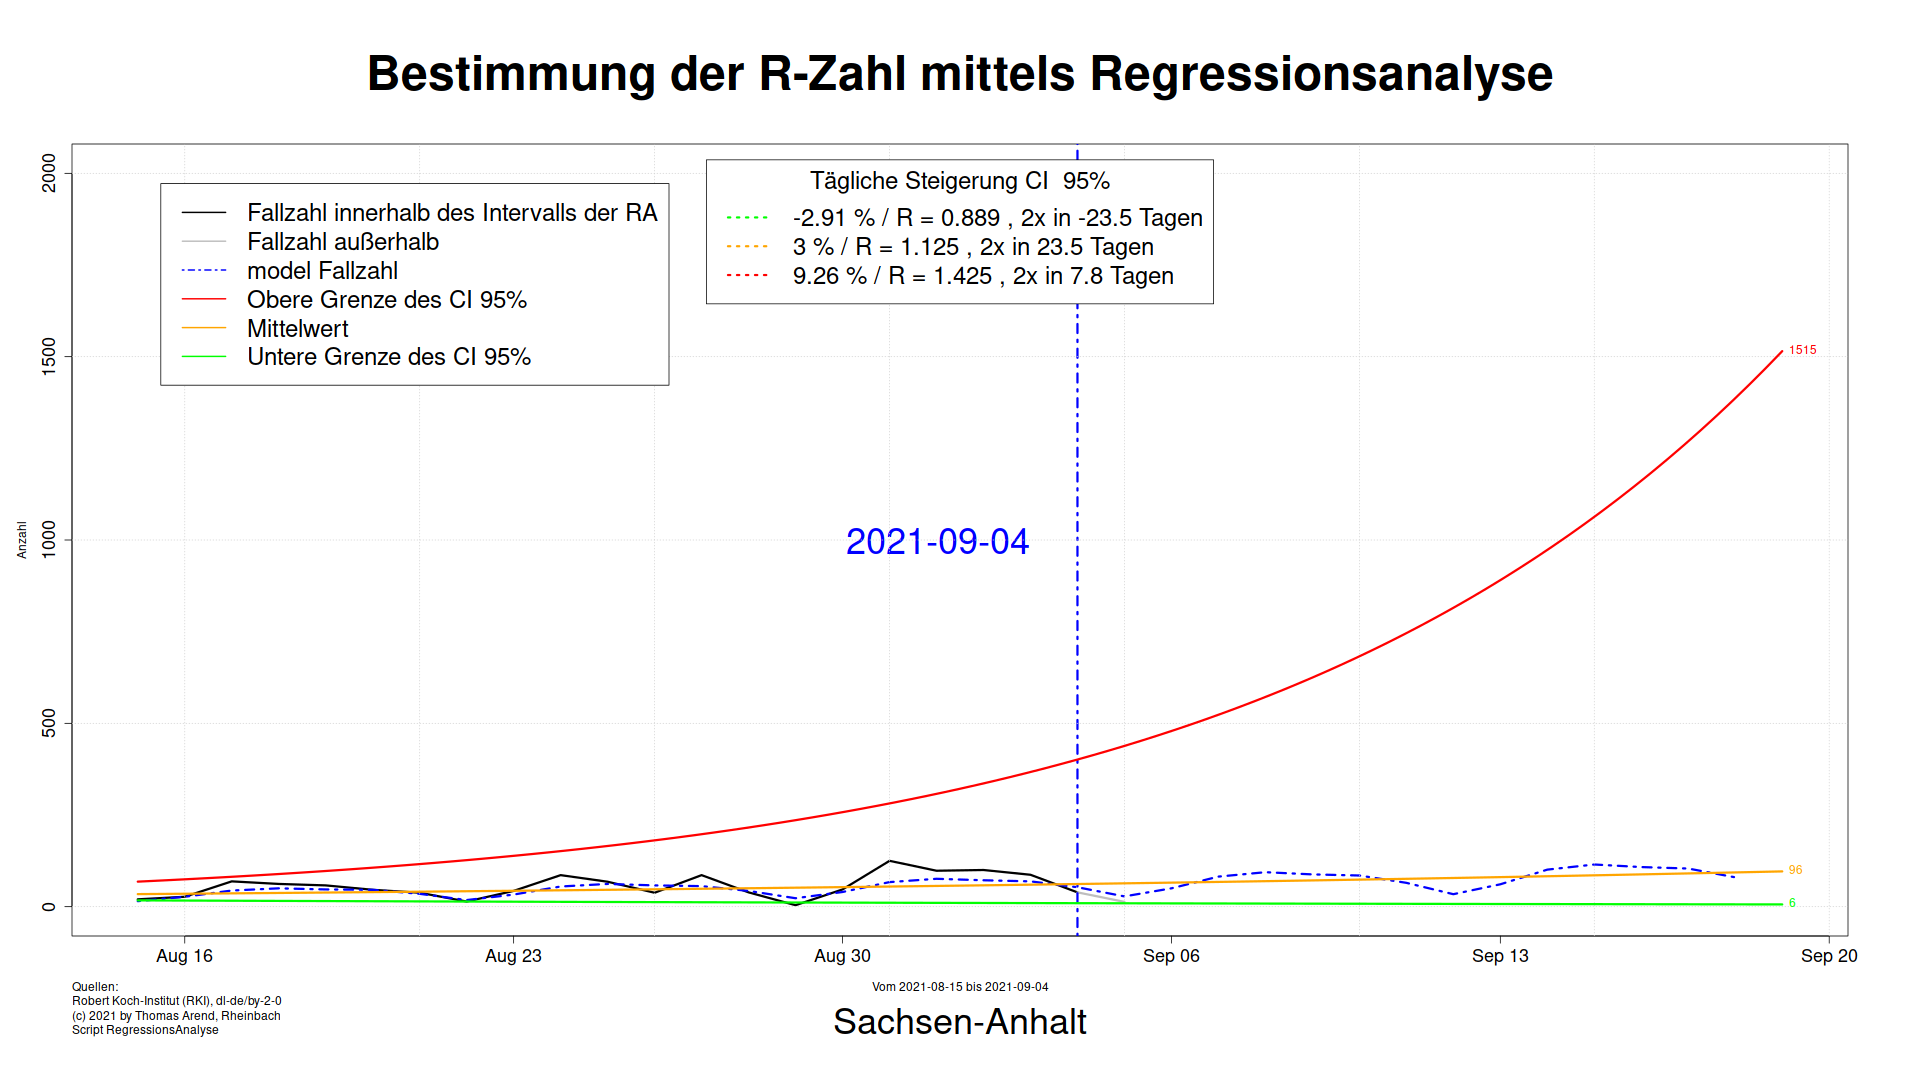 Bestimmung der R-Zahl mittels Regressionsanalyse
Fallzahl innerhalb des Intervalls der RA
Fallzahl außerhalb
model Fallzahl
Obere Grenze des CI 95%
Mittelwert
Untere Grenze des CI 95%
Tägliche Steigerung CI  95%
-2.91 % / R = 0.889 , 2x in -23.5 Tagen
3 % / R = 1.125 , 2x in 23.5 Tagen
9.26 % / R = 1.425 , 2x in 7.8 Tagen
2000
1500
1000
500
0
Anzahl
2021-09-04
1515
96
6
Aug 16
Aug 23
Aug 30
Sep 06
Sep 13
Sep 20
Quellen:
Robert Koch-Institut (RKI), dl-de/by-2-0
(c) 2021 by Thomas Arend, Rheinbach
Script RegressionsAnalyse
Vom 2021-08-15 bis 2021-09-04
Sachsen-Anhalt